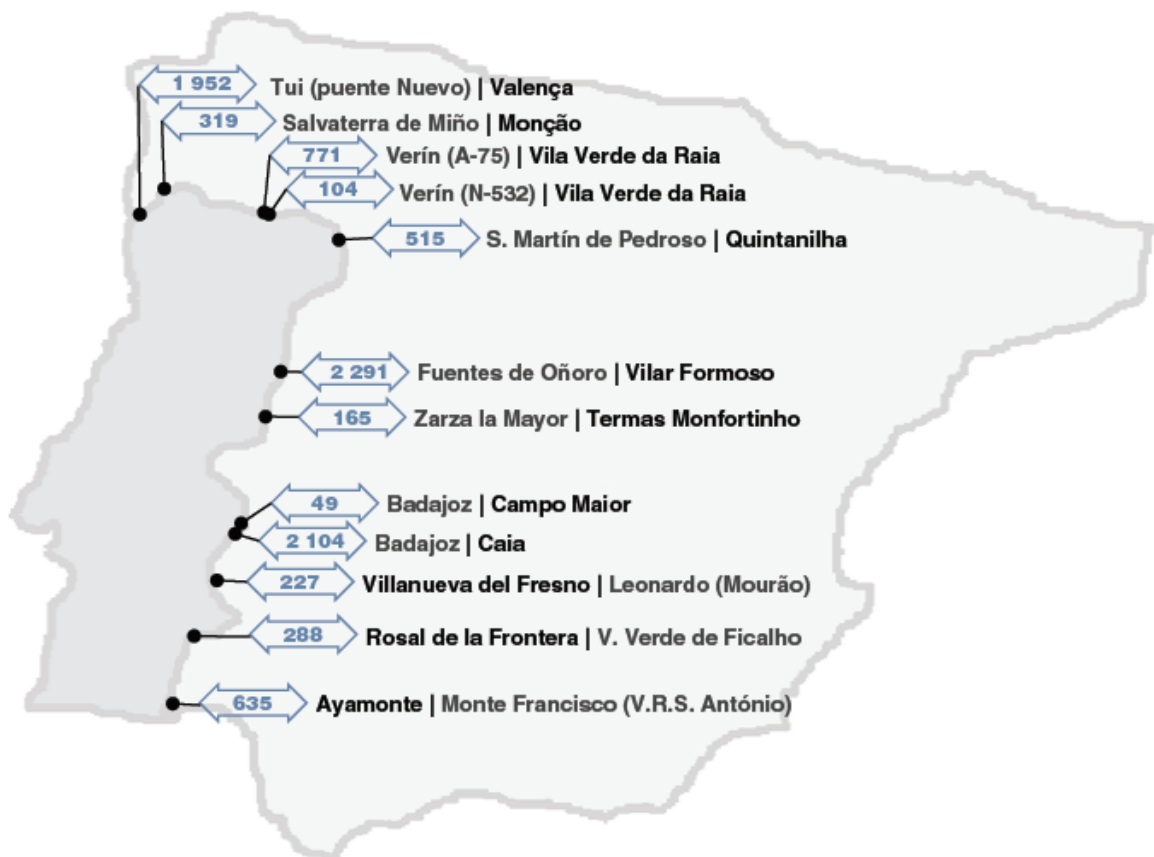 1 952 Tui (puente Nuevo) | Valença
319 Salvaterra de Miño | Monção
771 Verín (A-75) | Vila Verde da Raia
104 Verín (N-532) | Vila Verde da Raia
515 S. Martín de Pedroso | Quintanilha
2 291 Fuentes de Oñoro | Vilar Formoso
165 Zarza la Mayor | Termas Monfortinho
49 Badajoz | Campo Maior
2 104 Badajoz | Caia
227 Villanueva del Fresno | Leonardo (Mourão)
288 Rosal de la Frontera | V. Verde de Ficalho
635 Ayamonte | Monte Francisco (V.R.S. António)